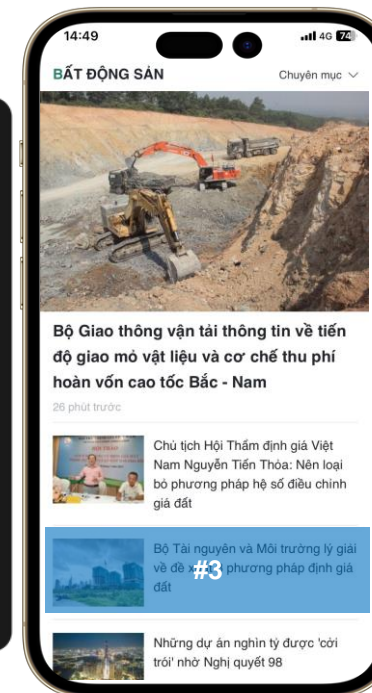 14:49
4G 74
BẤT ĐỘNG SẢN
Chuyên mục
Bộ Giao thông vận tải thông tin về tiến
độ giao mỏ vật liệu và cơ chế thu phí
hoàn vốn cao tốc Bắc - Nam
26 phút trước
HỘI THẢO
Chủ tịch Hội Thẩm định giá Việt
Nam Nguyễn Tiến Thỏa: Nên loại
bỏ phương pháp hệ số điều chỉnh
giá đất
Bộ Tài nguyên và Môi trường lý giải
về đề phương pháp định giá
đất
#3
Những dự án nghìn tỷ được 'cởi
trói' nhờ Nghị quyết 98